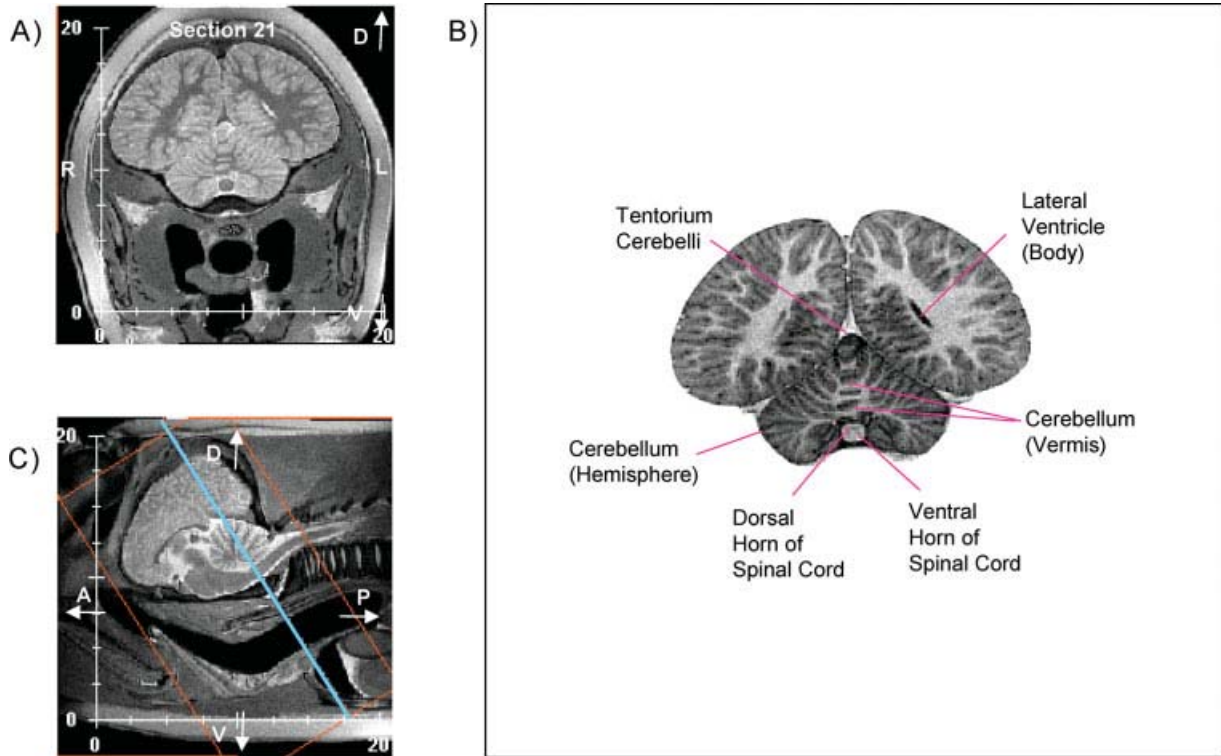 A)
20
Section 21
D
R
L
0
V
0
20
B)
Tentorium
Cerebelli
Lateral
Ventricle
(Body)
Cerebellum
(Hemisphere)
Cerebellum
(Vermis)
Dorsal
Horn of
Spinal Cord
Ventral
Horn of
Spinal Cord
C)
20
D
A
P
0
V
0
20